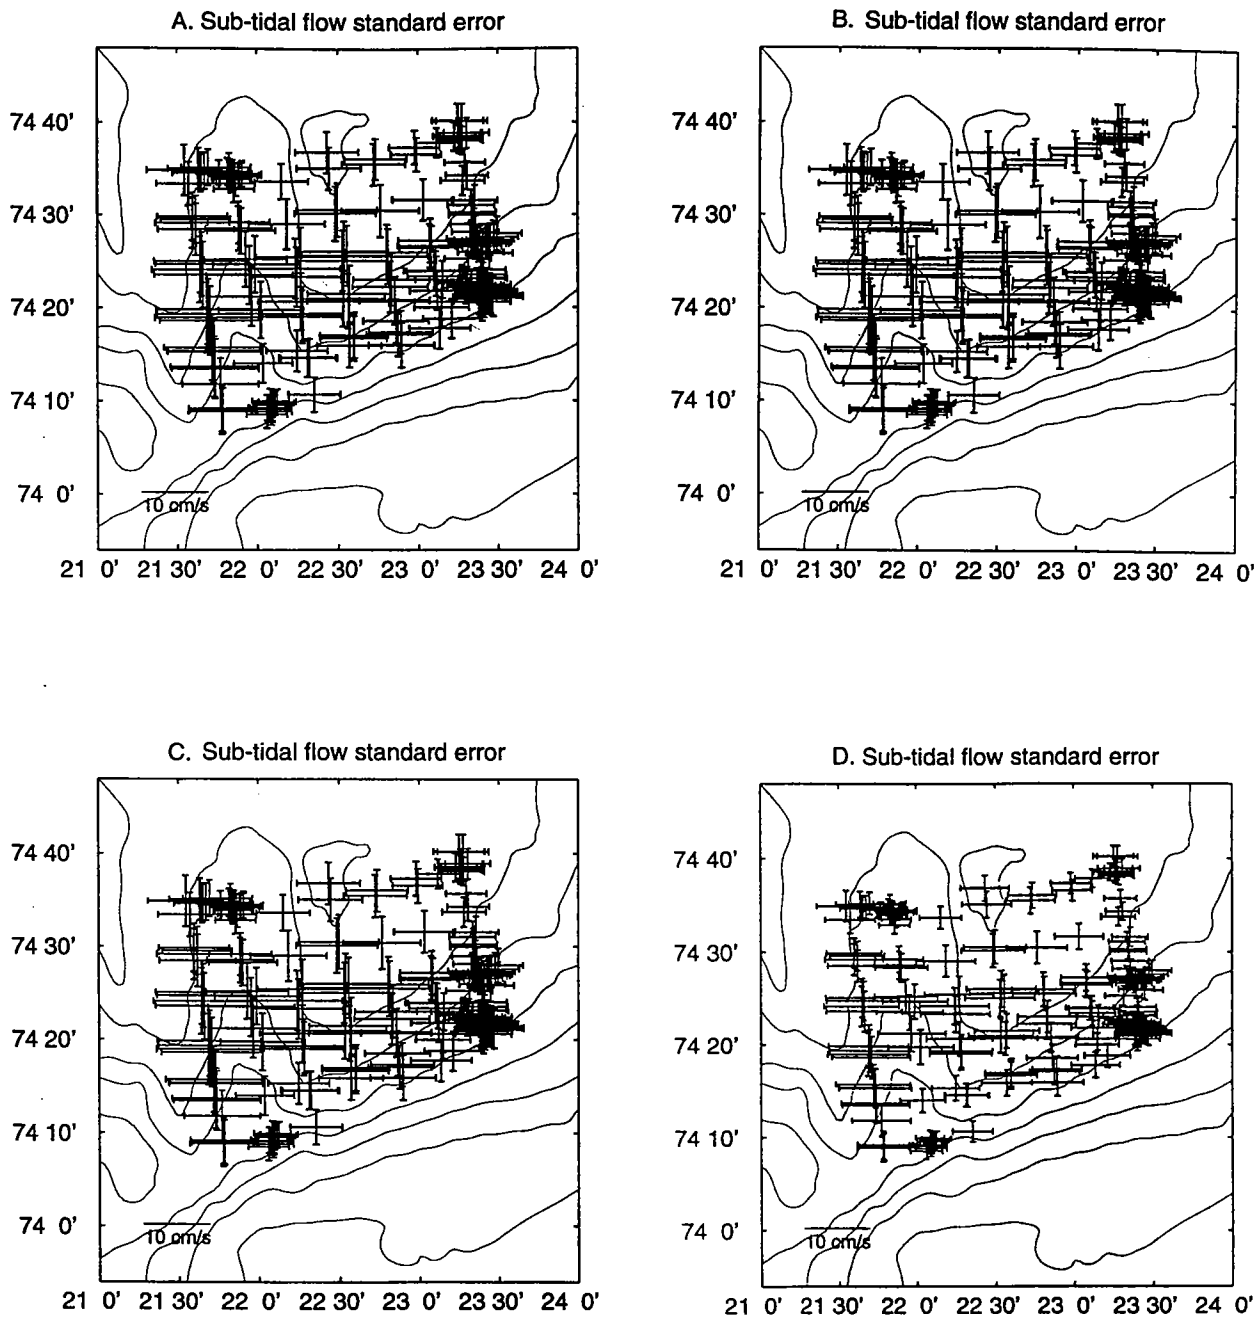 A. Sub-tidal flow standard error
74 40'
74 30'
74 20'
74 10'
74 0'
10 cm/s
21 0' 21 30' 22 0' 22 30' 23 0' 23 30' 24 0'
B. Sub-tidal flow standard error
74 40'
74 30'
74 20'
74 10'
74 0'
10 cm/s
21 0' 21 30' 22 0' 22 30' 23 0' 23 30' 24 0'
C. Sub-tidal flow standard error
74 40'
74 30'
74 20'
74 10'
74 0'
10 cm/s
21 0' 21 30' 22 0' 22 30' 23 0' 23 30' 24 0'
D. Sub-tidal flow standard error
74 40'
74 30'
74 20'
74 10'
74 0'
10 cm/s
21 0' 21 30' 22 0' 22 30' 23 0' 23 30' 24 0'